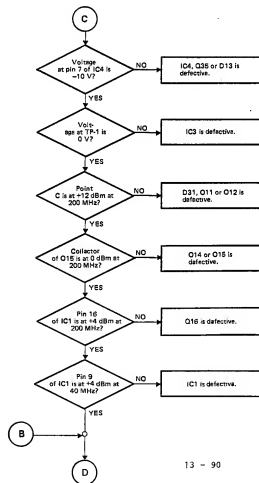 C
Voltage
at pin 7 of IC4 is
-10 V?
NO
IC4, Q35 or D13 is
defective.
YES
Volt-
age at TP-1 is
0 V?
NO
IC3 is defective.
YES
Point
C is at +12 dBm at
200 MHz?
NO
D31, Q11 or Q12 is
defective.
YES
Collector
of Q15 is at 0 dBm at
200 MHz?
NO
Q14 or Q15 is
defective.
YES
Pin 16
of IC1 is at +4 dBm at
200 MHz?
NO
Q16 is defective.
YES
Pin 9
of IC1 is at +4 dBm at
40 MHz?
NO
IC1 is defective.
YES
B
D
13 - 90